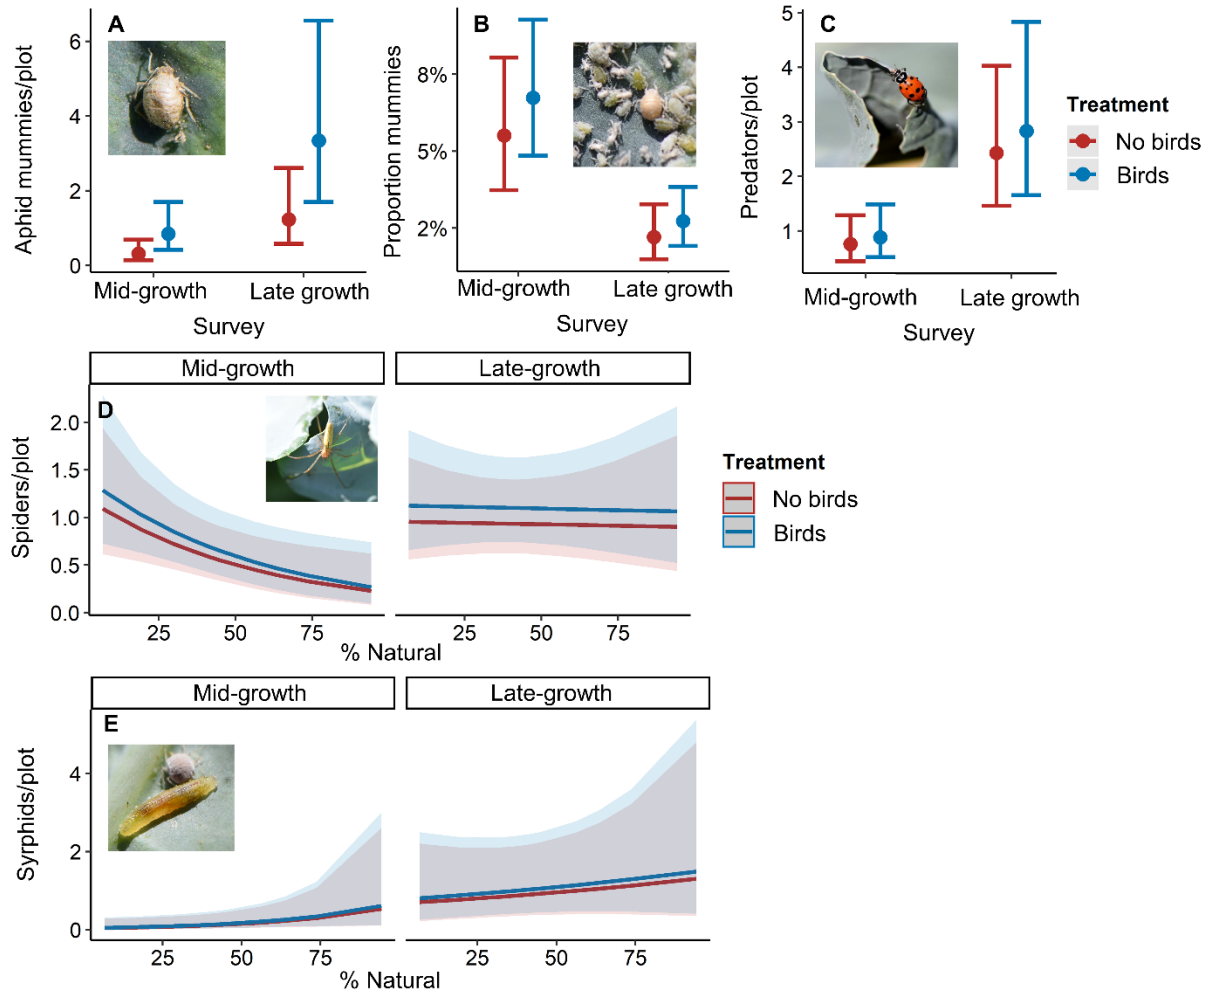 A
Aphid mummies/plot
6
4
2
0
Mid-growth
Late growth
Survey
B
Proportion mummies
8%
5%
2%
Mid-growth
Late growth
Survey
C
Predators/plot
5
4
3
2
1
Mid-growth
Late growth
Survey
Treatment
No birds
Birds
Mid-growth
Late-growth
D
Spiders/plot
2.0
1.5
1.0
0.5
0.0
25 50 75
25 50 75
% Natural
Treatment
No birds
Birds
Mid-growth
Late-growth
E
Syrphids/plot
4
2
0
25 50 75
25 50 75
% Natural